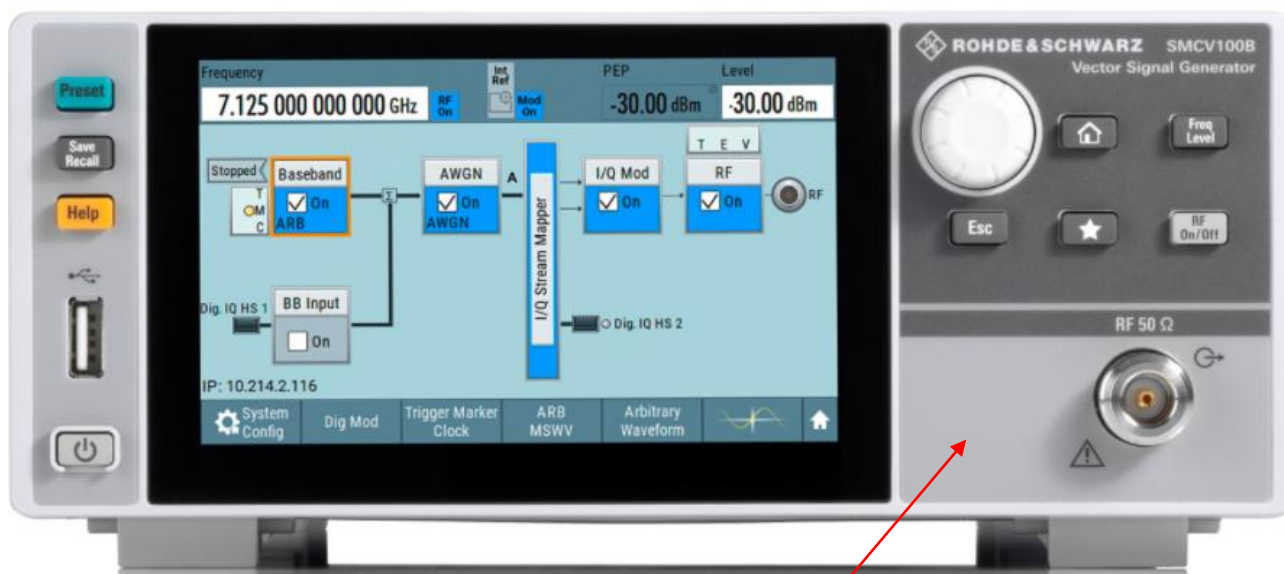 ROHDE&SCHWARZ SMCV100B
Vector Signal Generator
Preset
Save
Recall
Help
Frequency
Int
Ref
PEP
Level
7.125 000 000 000 GHz
RF
On
Mod
On
-30.00 dBm
-30.00 dBm
Stopped
Baseband
On
ARB
T
M
C
Σ
AWGN
On
AWGN
A
I/Q Stream Mapper
I/Q Mod
On
T E V
RF
On
RF
Dig. IQ HS 1
BB Input
On
Dig. IQ HS 2
IP: 10.214.2.116
System
Config
Dig Mod
Trigger Marker
Clock
ARB
MSWV
Arbitrary
Waveform
Freq
Level
Esc
RF
On/Off
RF 50 Ω